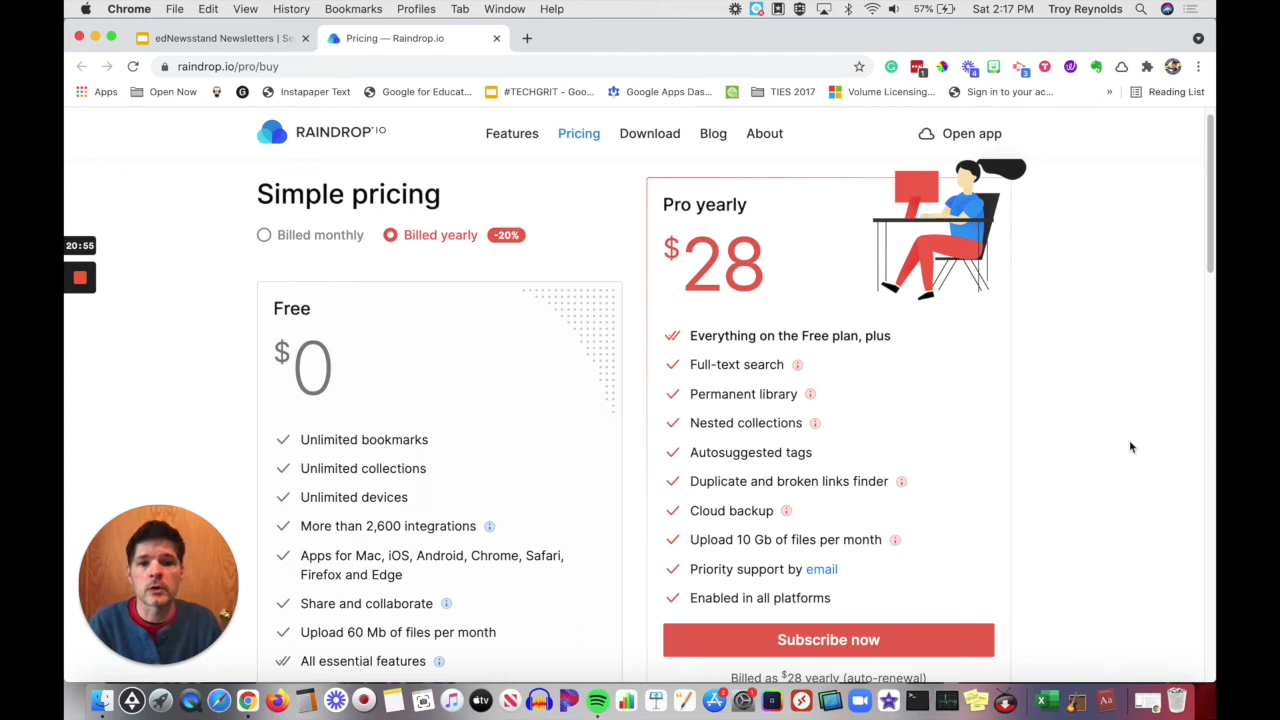 Chrome File Edit View History Bookmarks Profiles Tab Window Help 57% Sat 2:17 PM Troy Reynolds
edNewsstand Newsletters | Se Pricing — Raindrop.io
raindrop.io/pro/buy
Apps Open Now Instapaper Text Google for Educat... #TECHGRIT - Goo... Google Apps Das... TIES 2017 Volume Licensing... Sign in to your ac... » Reading List
RAINDROP.IO Features Pricing Download Blog About Open app
Simple pricing
Billed monthly Billed yearly -20%
20:55
Free
$0
Unlimited bookmarks
Unlimited collections
Unlimited devices
More than 2,600 integrations
Apps for Mac, iOS, Android, Chrome, Safari,
Firefox and Edge
Share and collaborate
Upload 60 Mb of files per month
All essential features
Pro yearly
$28
Everything on the Free plan, plus
Full-text search
Permanent library
Nested collections
Autosuggested tags
Duplicate and broken links finder
Cloud backup
Upload 10 Gb of files per month
Priority support by email
Enabled in all platforms
Subscribe now
Billed as $28 yearly (auto-renewal)